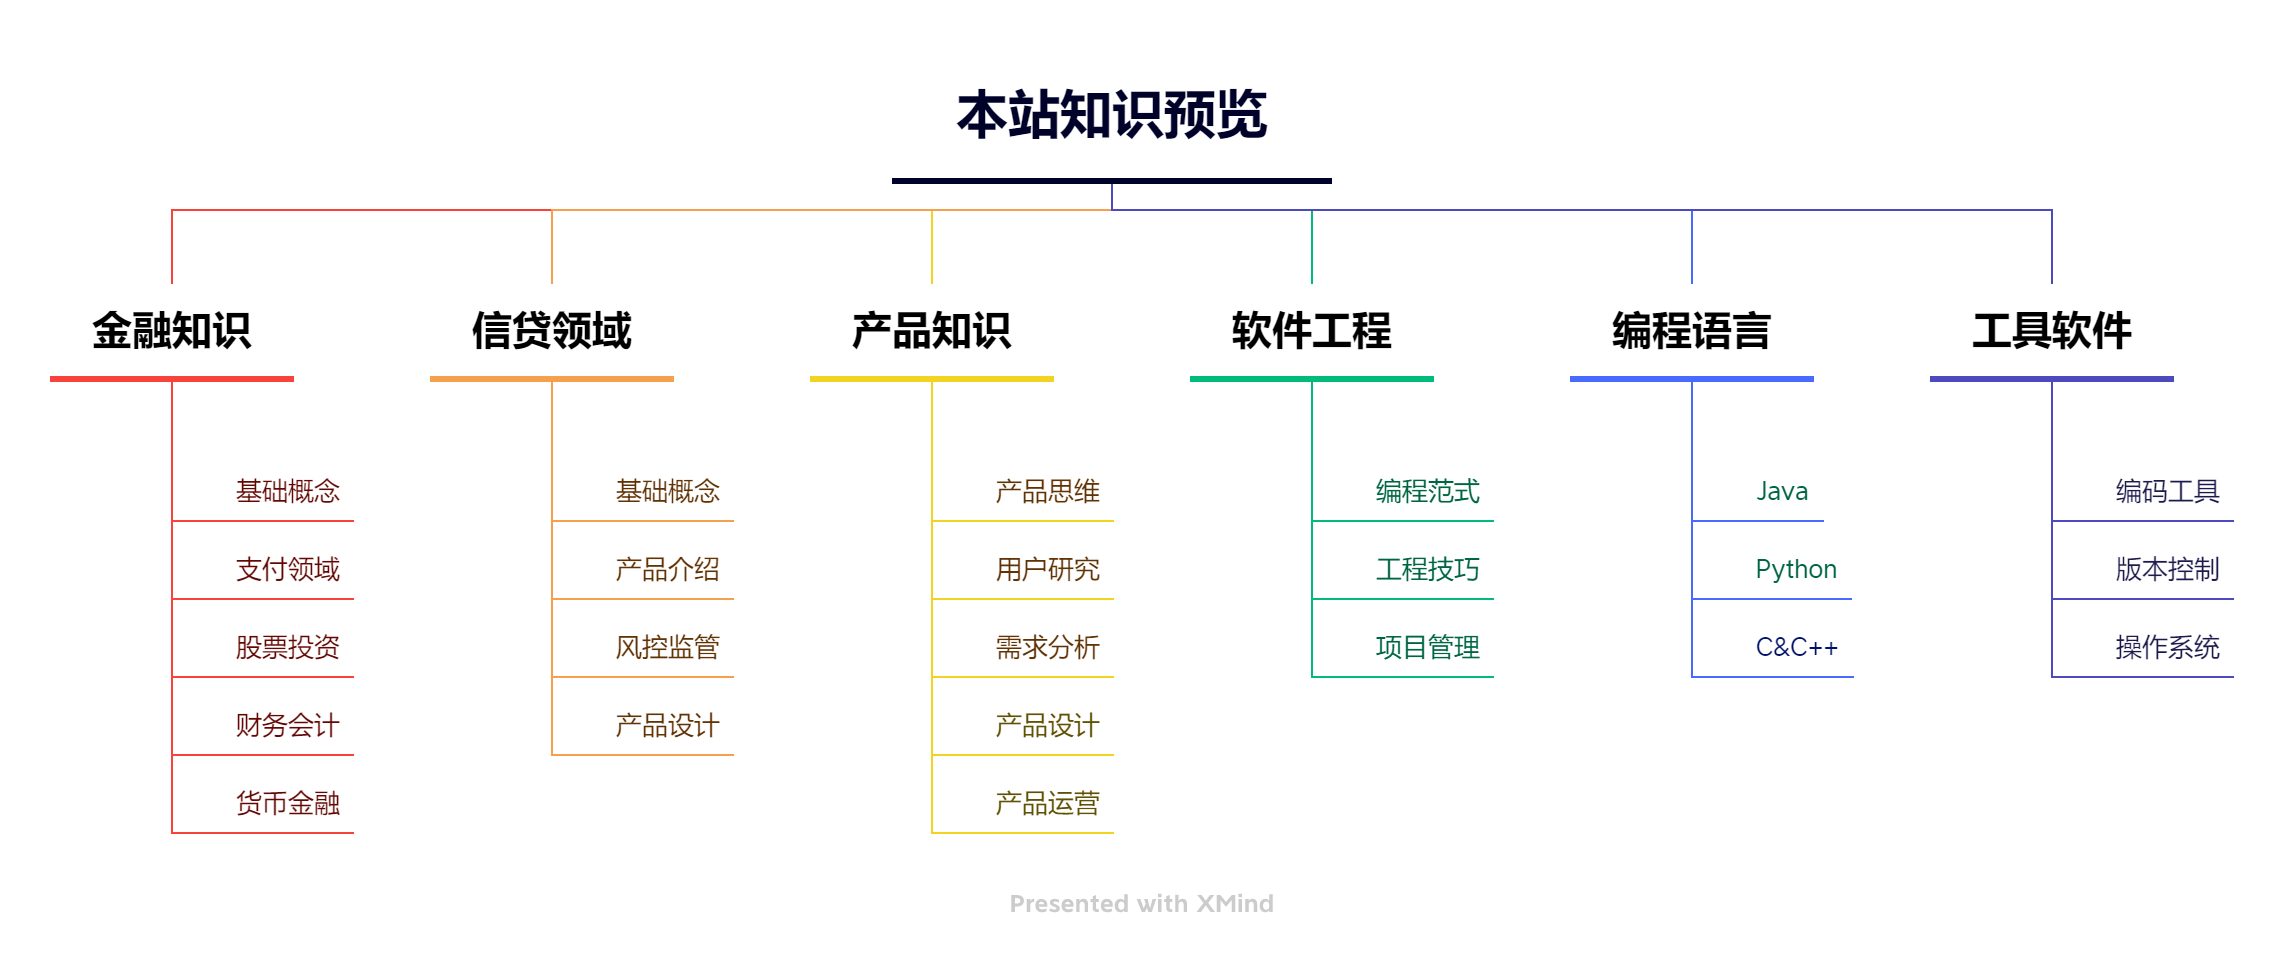 本站知识预览
金融知识
基础概念
支付领域
股票投资
财务会计
货币金融
信贷领域
基础概念
产品介绍
风控监管
产品设计
产品知识
产品思维
用户研究
需求分析
产品设计
产品运营
软件工程
编程范式
工程技巧
项目管理
编程语言
Java
Python
C&C++
工具软件
编码工具
版本控制
操作系统
Presented with XMind